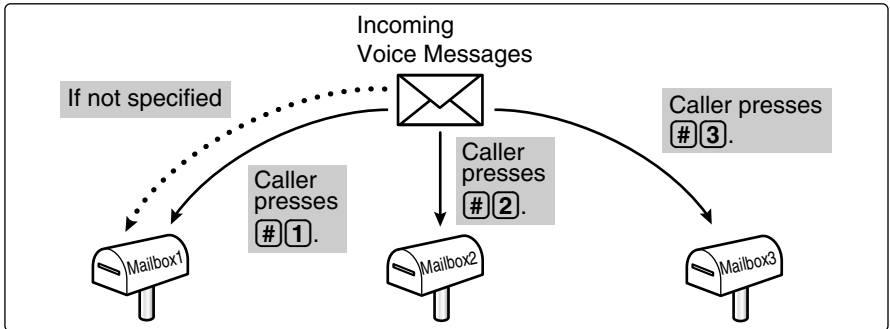 Incoming
Voice Messages
If not specified
Caller presses
#3.
Caller
presses
#2.
Caller
presses
#1.
Mailbox1
Mailbox2
Mailbox3